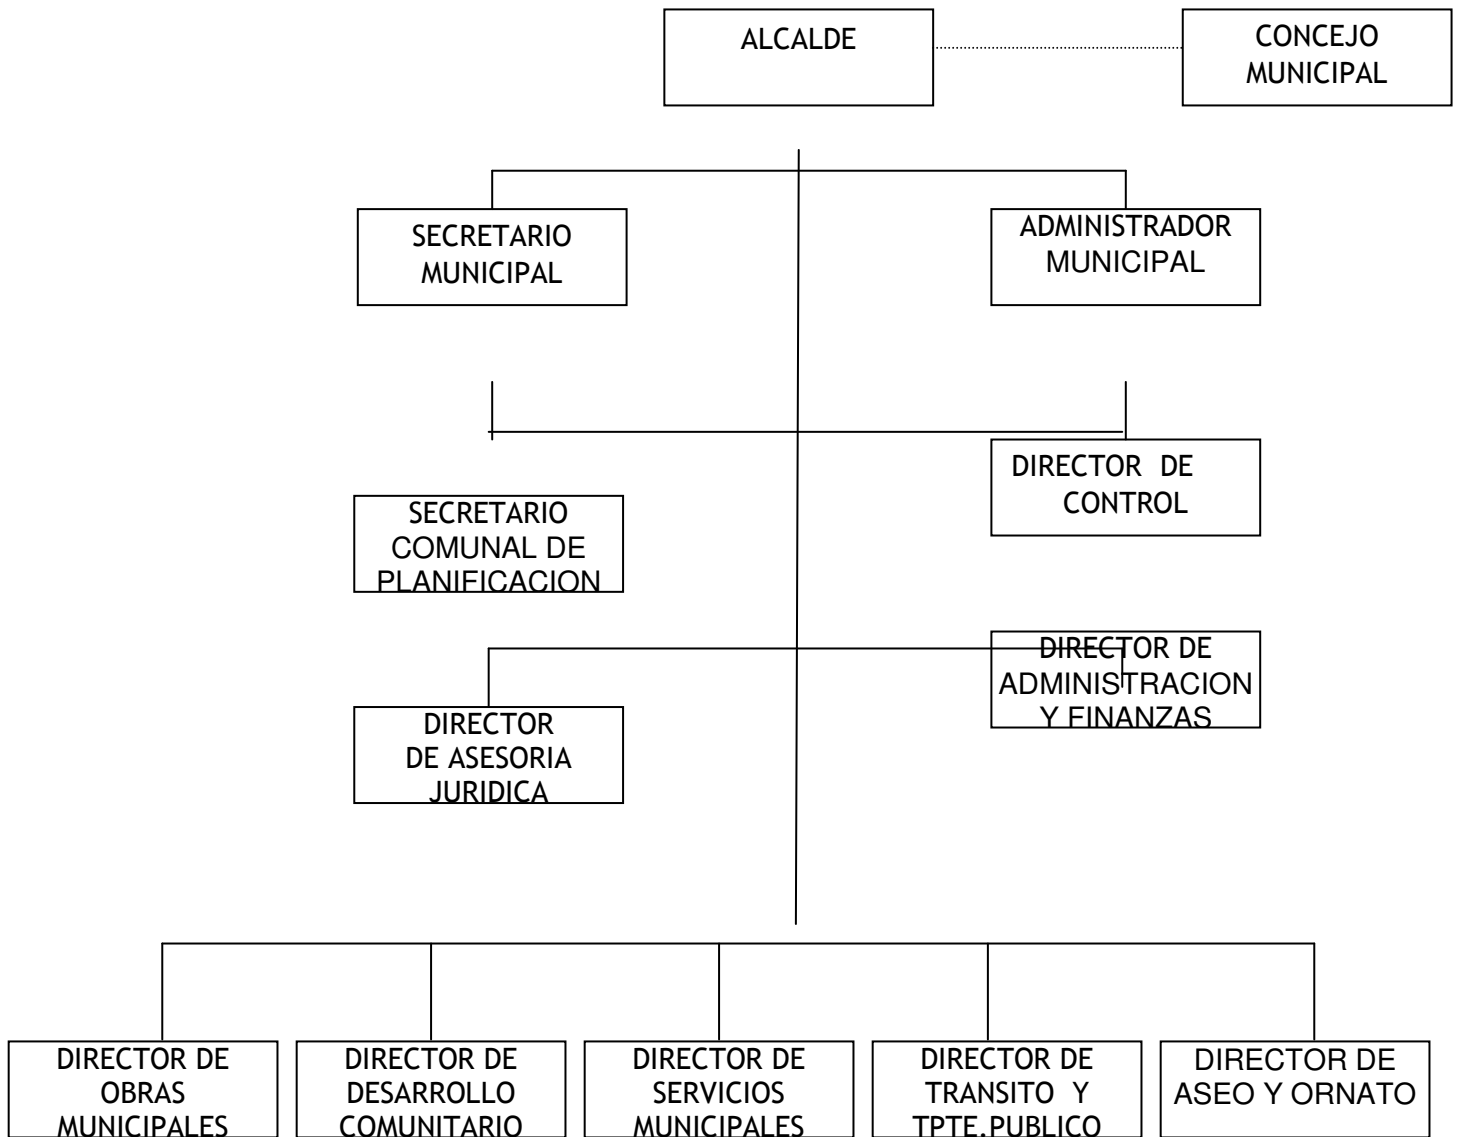 ALCALDE
CONCEJO
MUNICIPAL
SECRETARIO
MUNICIPAL
ADMINISTRADOR
MUNICIPAL
DIRECTOR DE
CONTROL
SECRETARIO
COMUNAL DE
PLANIFICACION
DIRECTOR DE
ADMINISTRACION
Y FINANZAS
DIRECTOR
DE ASESORIA
JURIDICA
DIRECTOR DE
OBRAS
MUNICIPALES
DIRECTOR DE
DESARROLLO
COMUNITARIO
DIRECTOR DE
SERVICIOS
MUNICIPALES
DIRECTOR DE
TRANSITO Y
TPTE.PUBLICO
DIRECTOR DE
ASEO Y ORNATO